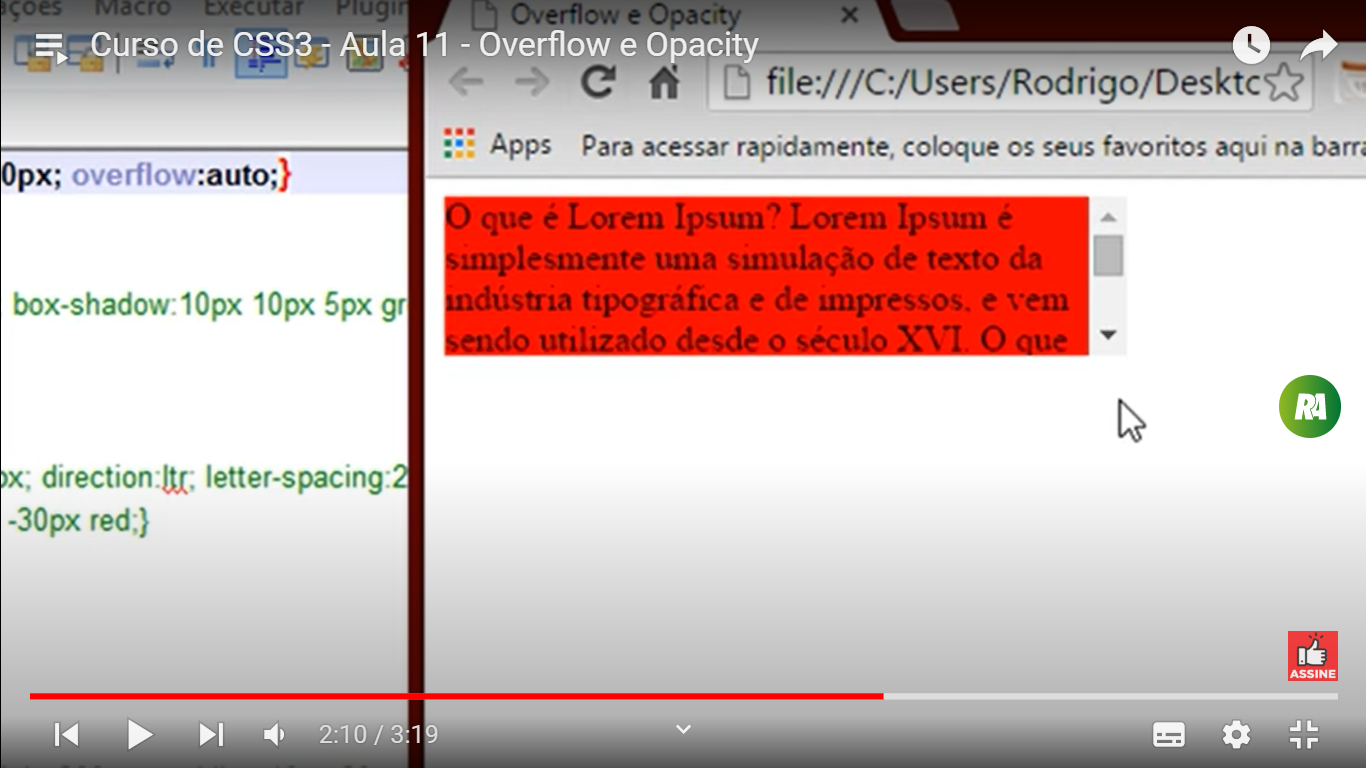 ações Macro Executar Plugin
Overflow e Opacity
Curso de CSS3 - Aula 11 - Overflow e Opacity
file:///C:/Users/Rodrigo/Desktc
Apps Para acessar rapidamente, coloque os seus favoritos aqui na barra
0px; overflow:auto;}
O que é Lorem Ipsum? Lorem Ipsum é
simplesmente uma simulação de texto da
indústria tipográfica e de impressos, e vem
sendo utilizado desde o século XVI. O que
box-shadow:10px 10px 5px gr
RA
px; direction:ltr; letter-spacing:2
-30px red;}
ASSINE
2:10 / 3:19